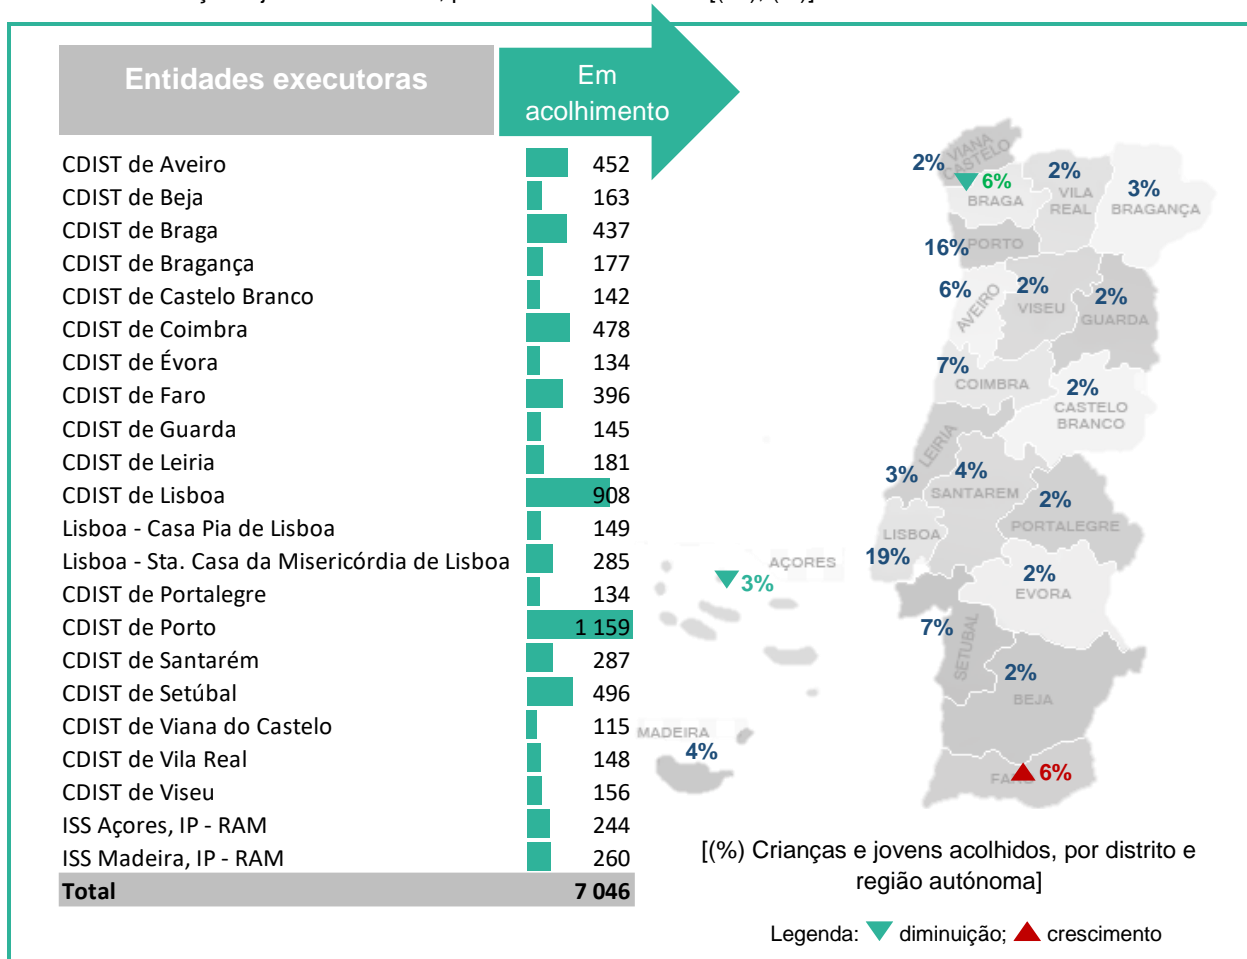 Entidades executoras
Em
acolhimento
CDIST de Aveiro 452
CDIST de Beja 163
CDIST de Braga 437
CDIST de Bragança 177
CDIST de Castelo Branco 142
CDIST de Coimbra 478
CDIST de Évora 134
CDIST de Faro 396
CDIST de Guarda 145
CDIST de Leiria 181
CDIST de Lisboa 908
Lisboa - Casa Pia de Lisboa 149
Lisboa - Sta. Casa da Misericórdia de Lisboa 285
CDIST de Portalegre 134
CDIST de Porto 1 159
CDIST de Santarém 287
CDIST de Setúbal 496
CDIST de Viana do Castelo 115
CDIST de Vila Real 148
CDIST de Viseu 156
ISS Açores, IP - RAM 244
ISS Madeira, IP - RAM 260
Total 7 046
2%
VIANA
CASTELO
6%
BRAGA
2%
VILA
REAL
3%
BRAGANÇA
16%
PORTO
6%
AVEIRO
2%
VISEU
2%
GUARDA
7%
COIMBRA
2%
CASTELO
BRANCO
3%
LEIRIA
4%
SANTAREM
2%
PORTALEGRE
LISBOA
19%
AÇORES
3%
2%
EVORA
7%
SETUBAL
2%
BEJA
MADEIRA
4%
FARO
6%
[(%) Crianças e jovens acolhidos, por distrito e
região autónoma]
Legenda: diminuição; crescimento